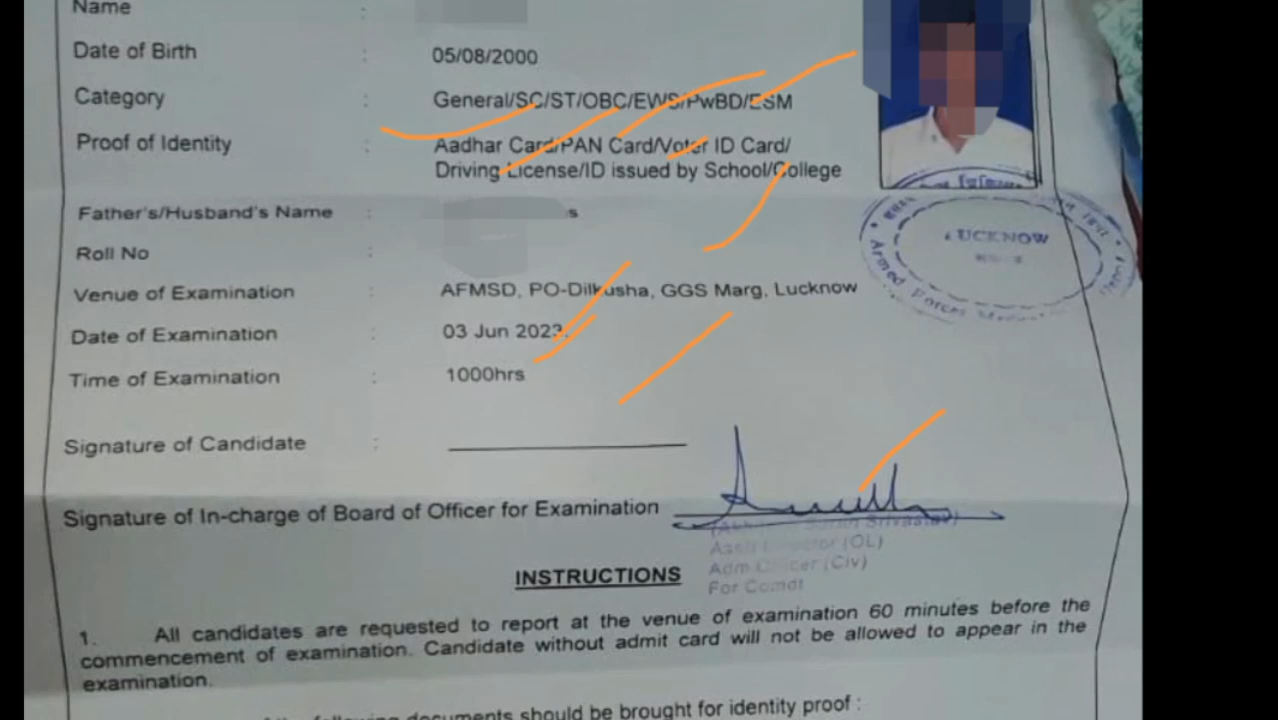 Name :
Date of Birth : 05/08/2000
Category : General/SC/ST/OBC/EWS/PwBD/ESM
Proof of Identity : Aadhar Card/PAN Card/Voter ID Card/
Driving License/ID issued by School/College
Father's/Husband's Name : s
Roll No :
Venue of Examination : AFMSD, PO-Dilkusha, GGS Marg, Lucknow
Date of Examination : 03 Jun 2023.
Time of Examination : 1000hrs
Signature of Candidate :
Signature of In-charge of Board of Officer for Examination
Srivastav)
(OL)
Adm Officer (Civ)
For Comdt
LUCKNOW
Armed Forces
INSTRUCTIONS
1. All candidates are requested to report at the venue of examination 60 minutes before the
commencement of examination. Candidate without admit card will not be allowed to appear in the
examination.
following documents should be brought for identity proof :